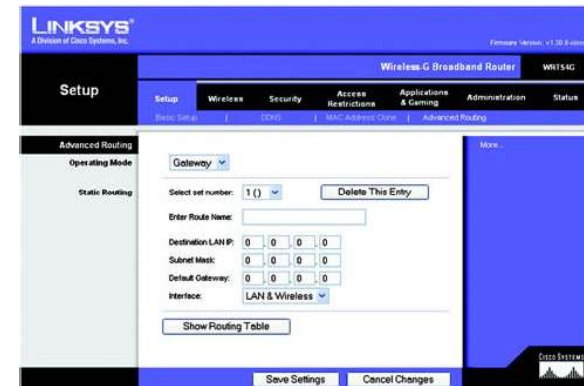 LINKSYS®
A Division of Cisco Systems, Inc.
Firmware Version:
Wireless-G Broadband Router WRT54G
Setup
Setup Wireless Security Access Restrictions Applications & Gaming Administration Status
Basic Setup | DDNS | MAC Address Clone | Advanced Routing
Advanced Routing
Operating Mode
Gateway
More...
Static Routing
Select set number: 1 () Delete This Entry
Enter Route Name:
Destination LAN IP: 0 . 0 . 0 . 0
Subnet Mask: 0 . 0 . 0 . 0
Default Gateway: 0 . 0 . 0 . 0
Interface: LAN & Wireless
Show Routing Table
Save Settings Cancel Changes
CISCO SYSTEMS